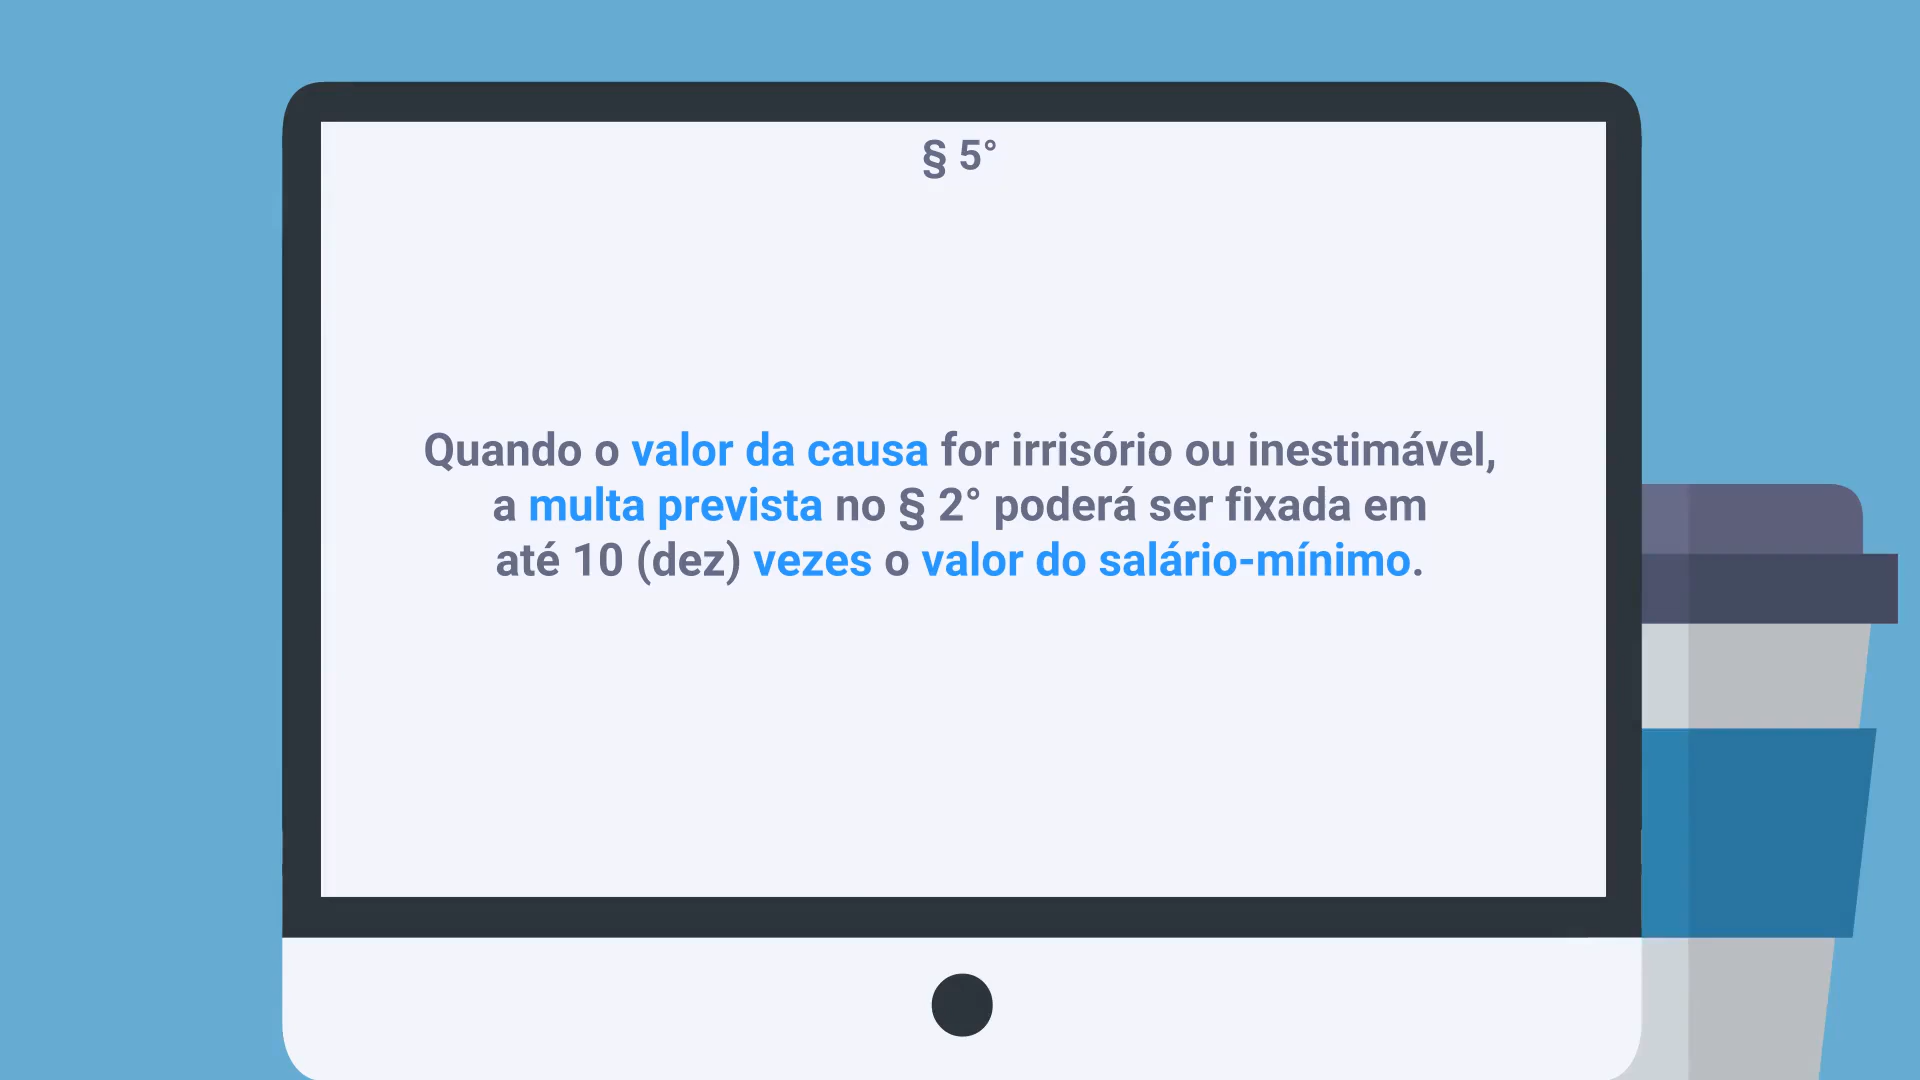 § 5°
Quando o valor da causa for irrisório ou inestimável,
a multa prevista no § 2° poderá ser fixada em
até 10 (dez) vezes o valor do salário-mínimo.